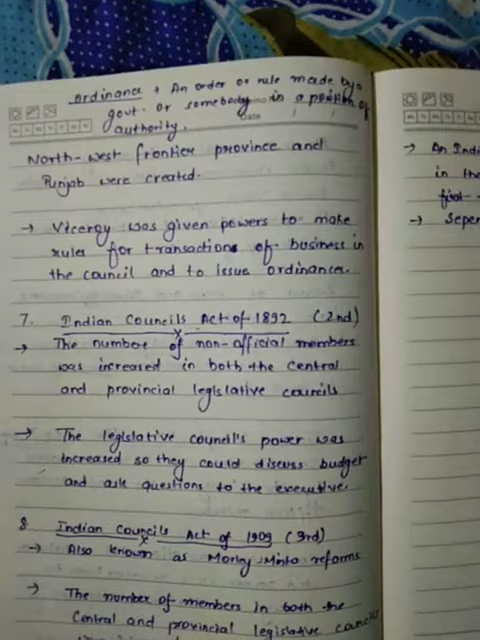 Ordinance → An order or rule made by a
govt. or somebody in a position of
authority.
Date
North-west frontier province and
Punjab were created.
→ Viceroy was given powers to make
rules for transactions of business in
the council and to issue ordinances.
7. Indian Councils Act of 1892 (2nd)
→ The number of non-official members
was increased in both the central
and provincial legislative councils
→ The legislative council's power was
increased so they could discuss budget
and ask questions to the executive.
8. Indian Councils Act of 1909 (3rd)
→ Also known as Morley Minto reforms
→ The number of members in both the
Central and provincial legislative councils
→ An Indi
in the
first
→ Seper